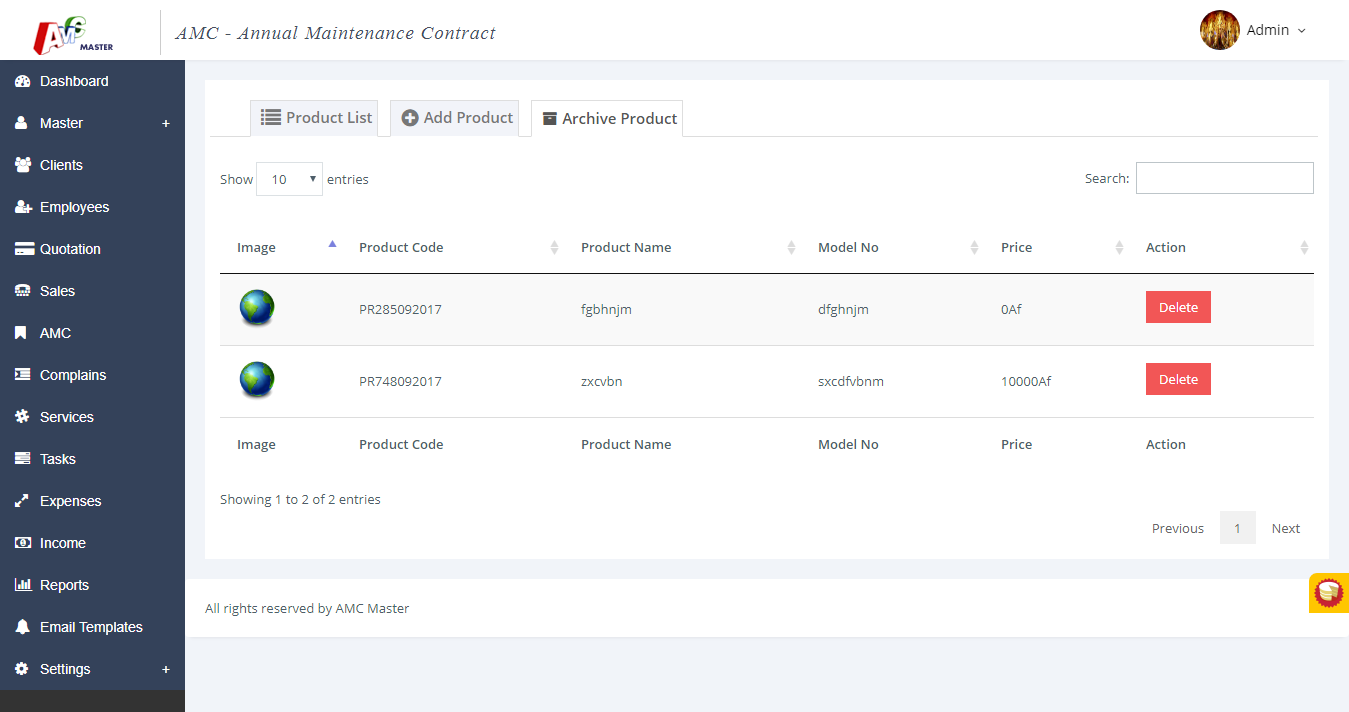 AMC MASTER
AMC - Annual Maintenance Contract
Admin
Dashboard
Master +
Clients
Employees
Quotation
Sales
AMC
Complains
Services
Tasks
Expenses
Income
Reports
Email Templates
Settings +
Product List Add Product Archive Product
Show 10 entries Search:
Image Product Code Product Name Model No Price Action
PR285092017 fgbhnjm dfghnjm 0Af Delete
PR748092017 zxcvbn sxcdfvbnm 10000Af Delete
Image Product Code Product Name Model No Price Action
Showing 1 to 2 of 2 entries
Previous 1 Next
All rights reserved by AMC Master